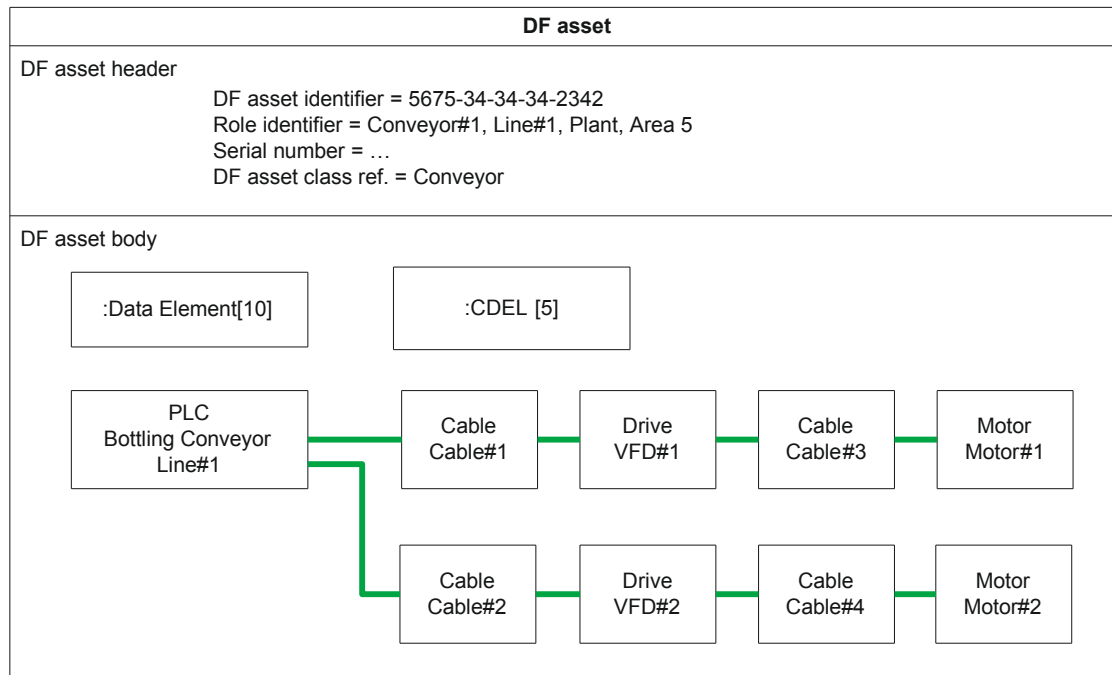 DF asset
DF asset header
DF asset identifier = 5675-34-34-34-2342
Role identifier = Conveyor#1, Line#1, Plant, Area 5
Serial number = …
DF asset class ref. = Conveyor
DF asset body
:Data Element[10]
:CDEL [5]
PLC
Bottling Conveyor
Line#1
Cable
Cable#1
Drive
VFD#1
Cable
Cable#3
Motor
Motor#1
Cable
Cable#2
Drive
VFD#2
Cable
Cable#4
Motor
Motor#2